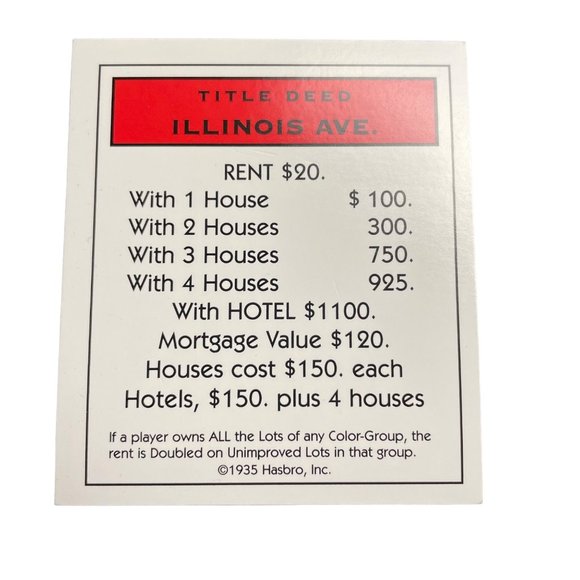 TITLE DEED
ILLINOIS AVE.
RENT $20.
With 1 House $ 100.
With 2 Houses 300.
With 3 Houses 750.
With 4 Houses 925.
With HOTEL $1100.
Mortgage Value $120.
Houses cost $150. each
Hotels, $150. plus 4 houses
If a player owns ALL the Lots of any Color-Group, the
rent is Doubled on Unimproved Lots in that group.
©1935 Hasbro, Inc.